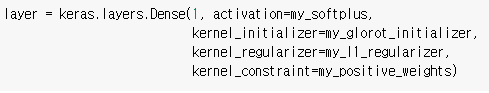 layer = keras.layers.Dense(1, activation=my_softplus,
                           kernel_initializer=my_glorot_initializer,
                           kernel_regularizer=my_l1_regularizer,
                           kernel_constraint=my_positive_weights)